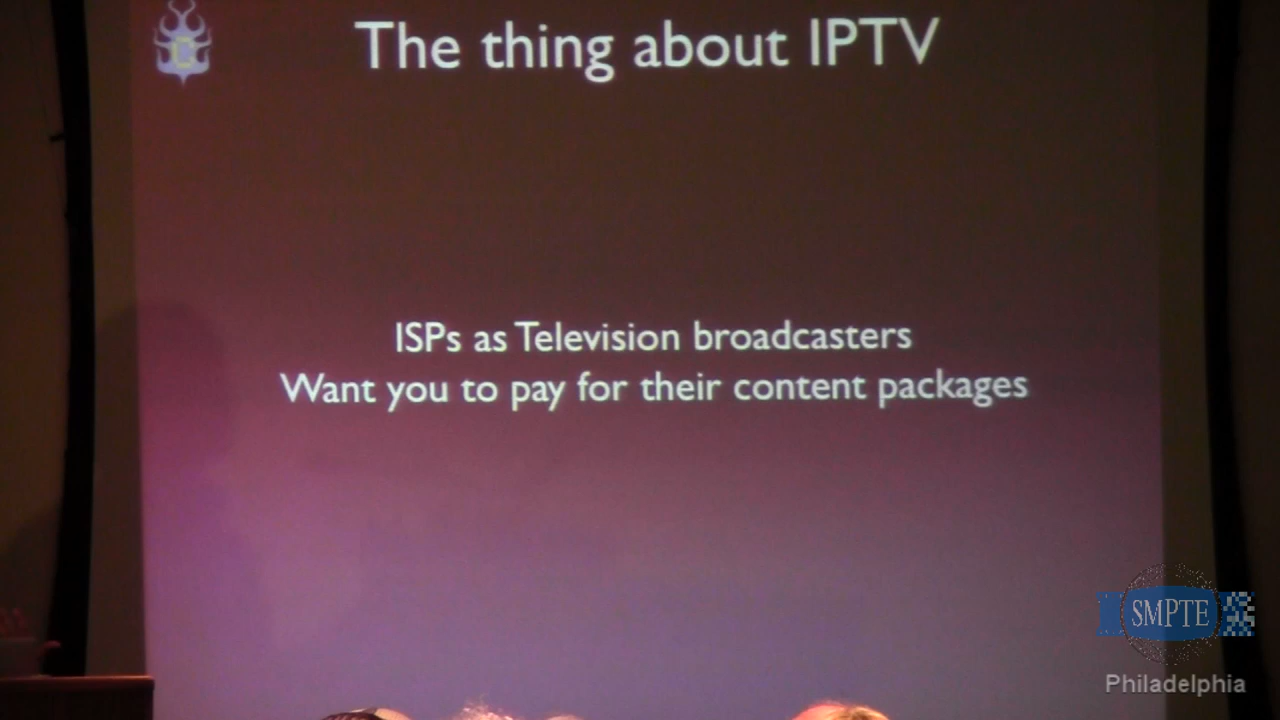 The thing about IPTV
ISPs as Television broadcasters
Want you to pay for their content packages
SMPTE
Philadelphia